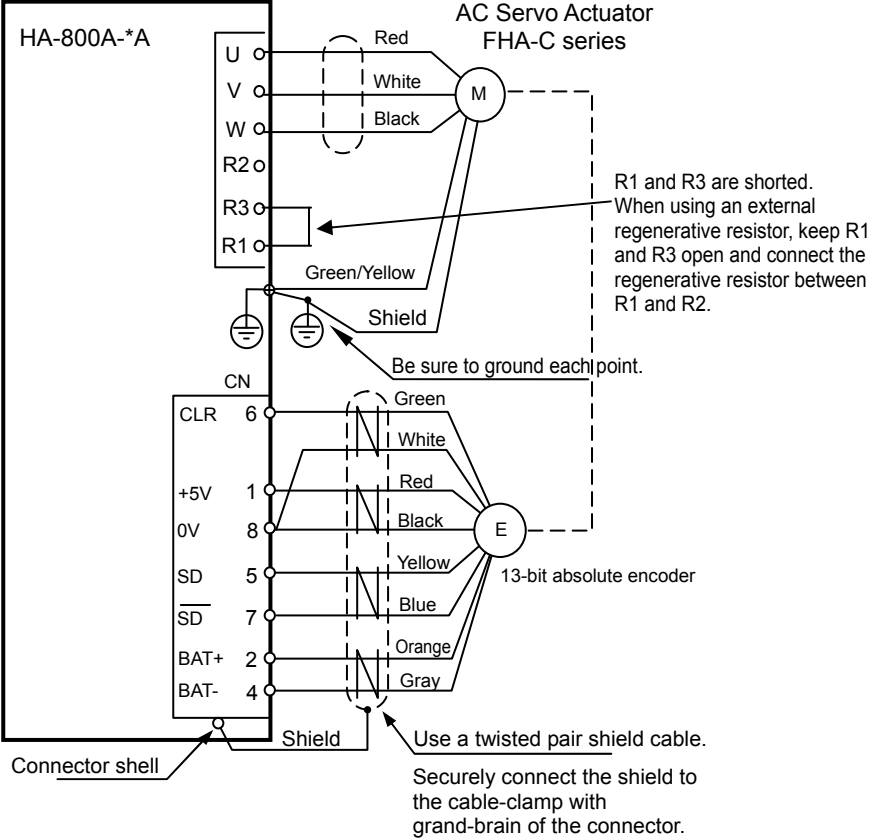 HA-800A-*A
AC Servo Actuator
FHA-C series
U
Red
V
White
M
W
Black
R2
R3
R1
R1 and R3 are shorted.
When using an external
regenerative resistor, keep R1
and R3 open and connect the
regenerative resistor between
R1 and R2.
Green/Yellow
Shield
Be sure to ground each point.
CN
CLR 6
Green
White
+5V 1
Red
0V 8
Black
E
SD 5
Yellow
13-bit absolute encoder
SD 7
Blue
BAT+ 2
Orange
BAT- 4
Gray
Shield
Connector shell
Use a twisted pair shield cable.
Securely connect the shield to
the cable-clamp with
grand-brain of the connector.